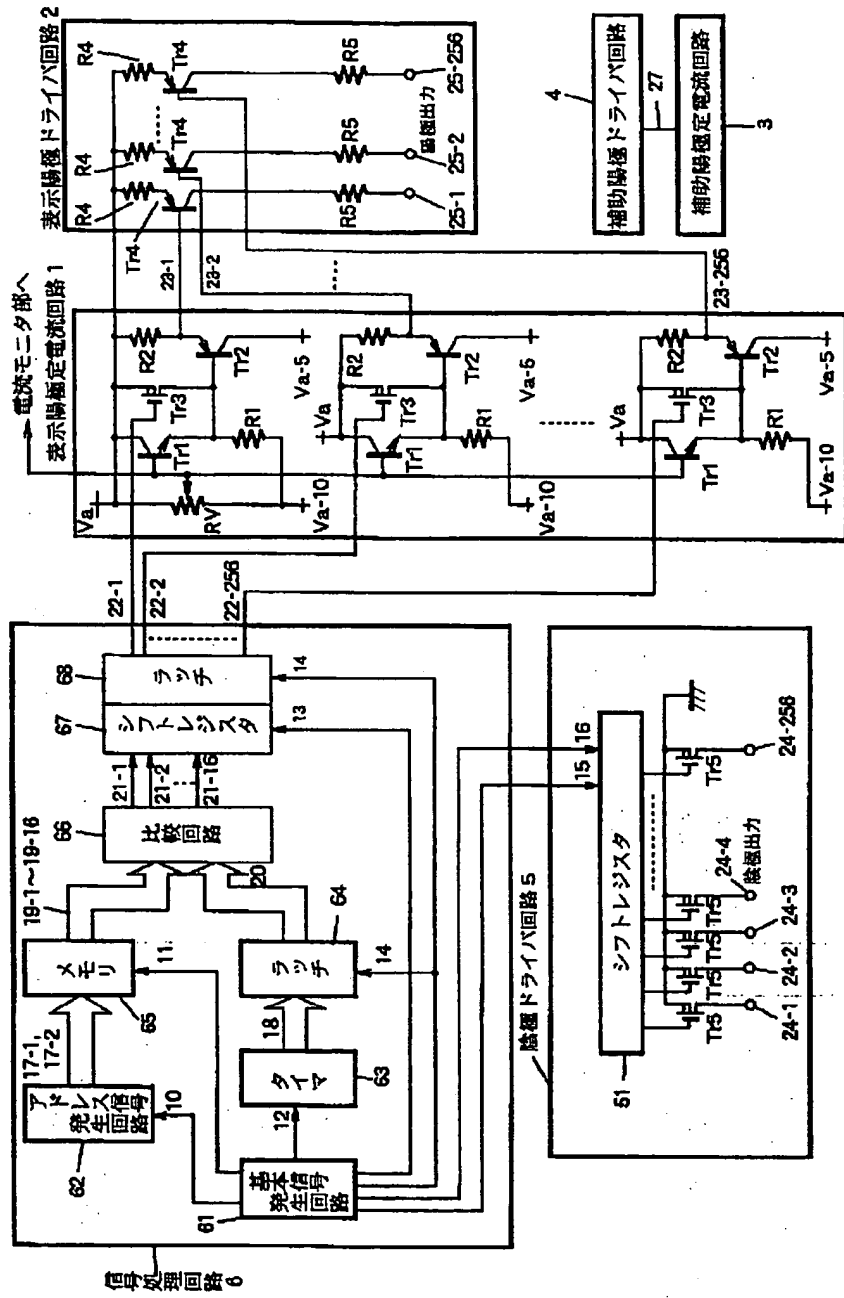 信号処理回路6
61
基本信号
発生回路
10
11
12
62
アドレス信号
発生回路
17-1,
17-2
65
メモリ
19-1〜19-16
63
タイマ
18
64
ラッチ
14
20
66
比較回路
21-1
21-2
21-16
67
シフトレジスタ
13
68
ラッチ
14
22-1
22-2
22-256
陰極ドライバ回路5
51
シフトレジスタ
15
16
Tr5
Tr5
Tr5
Tr5
Tr5
24-1
24-2
24-3
24-4
陰極出力
24-256
電流モニタ部へ
表示陽極定電流回路1
Va
RV
Va-10
Tr1
R1
Tr3
R2
Tr2
Va-5
Va
Va-10
Tr1
R1
Tr3
R2
Tr2
Va-5
Va
Va-10
Tr1
R1
Tr3
R2
Tr2
Va-5
23-1
23-2
23-256
表示陽極ドライバ回路2
R4
R4
R4
Tr4
Tr4
Tr4
R5
R5
R5
25-1
25-2
陽極出力
25-256
4
補助陽極ドライバ回路
27
補助陽極定電流回路
3